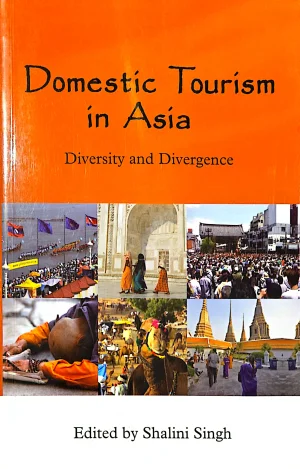 Domestic Tourism
in Asia
Diversity and Divergence
Edited by Shalini Singh